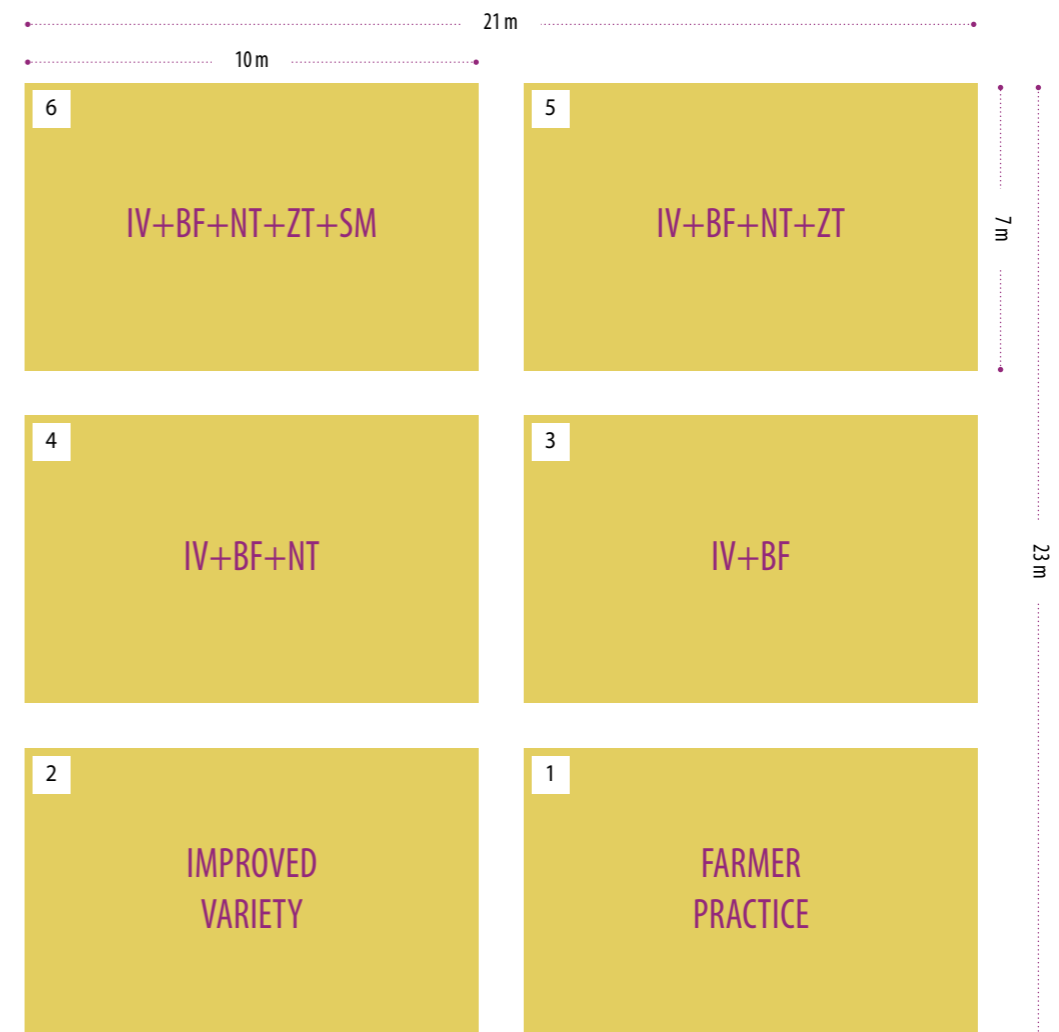 21 m
10 m
6
5
IV+BF+NT+ZT+SM
IV+BF+NT+ZT
7 m
4
3
IV+BF+NT
IV+BF
23 m
2
1
IMPROVED
VARIETY
FARMER
PRACTICE